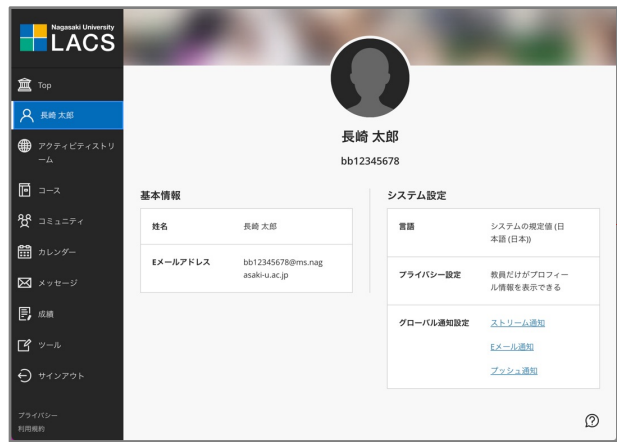 Nagasaki University
LACS
Top
長崎 太郎
アクティビティストリ
ーム
コース
コミュニティ
カレンダー
メッセージ
成績
ツール
サインアウト
プライバシー
利用規約
長崎 太郎
bb12345678
基本情報
姓名
長崎 太郎
Eメールアドレス
bb12345678@ms.nag
asaki-u.ac.jp
システム設定
言語
システムの規定値 (日
本語 (日本))
プライバシー設定
教員だけがプロフィー
ル情報を表示できる
グローバル通知設定
ストリーム通知
Eメール通知
プッシュ通知